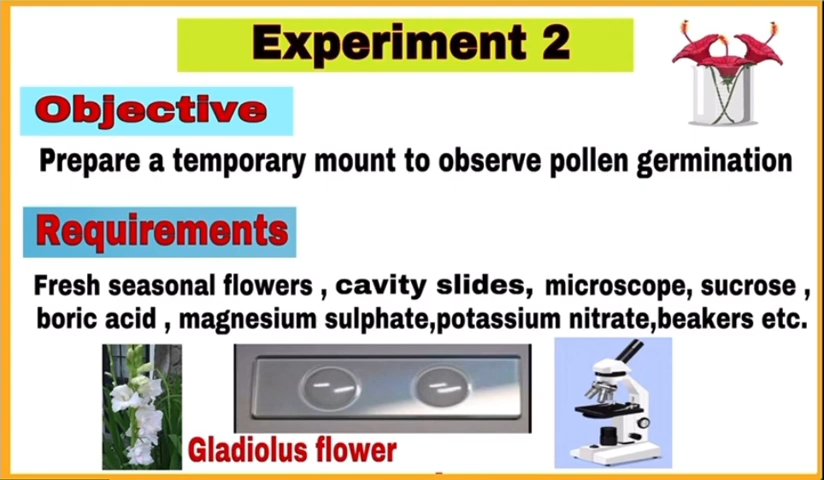 Experiment 2
Objective
Prepare a temporary mount to observe pollen germination
Requirements
Fresh seasonal flowers , cavity slides, microscope, sucrose ,
boric acid , magnesium sulphate,potassium nitrate,beakers etc.
Gladiolus flower